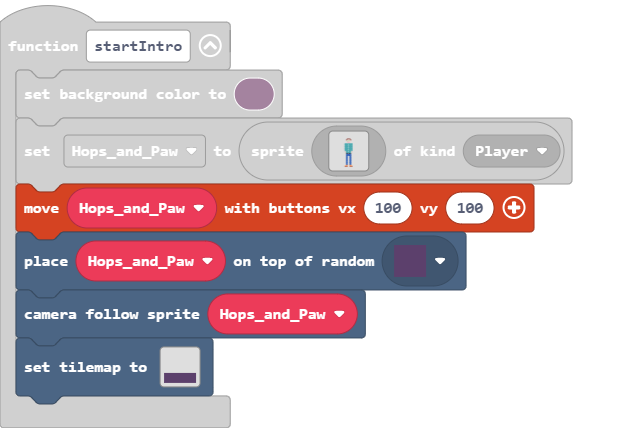 function startIntro
set background color to
set Hops_and_Paw to sprite of kind Player
move Hops_and_Paw with buttons vx 100 vy 100
place Hops_and_Paw on top of random
camera follow sprite Hops_and_Paw
set tilemap to